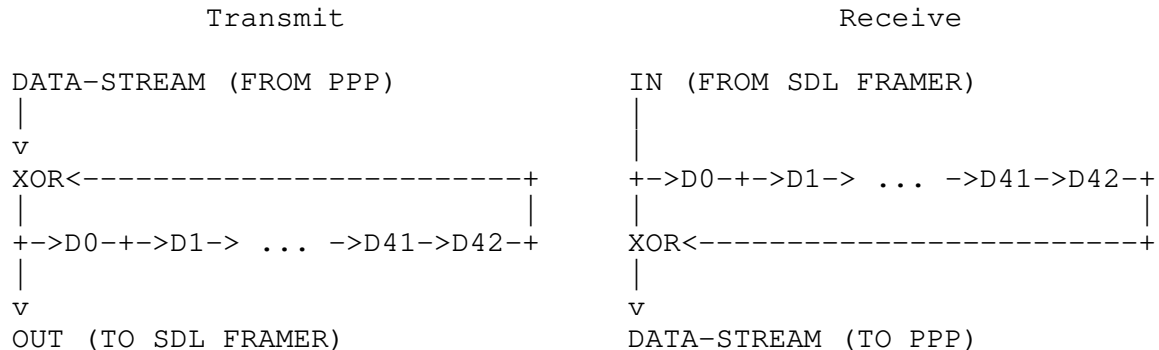 Transmit                       Receive
DATA-STREAM (FROM PPP)             IN (FROM SDL FRAMER)
|                                  |
v                                  |
XOR<-------------------------+     +->D0-+->D1-> ... ->D41->D42-+
|                            |     |                            |
+->D0-+->D1-> ... ->D41->D42-+     XOR<-------------------------+
|                                  |
v                                  v
OUT (TO SDL FRAMER)                DATA-STREAM (TO PPP)